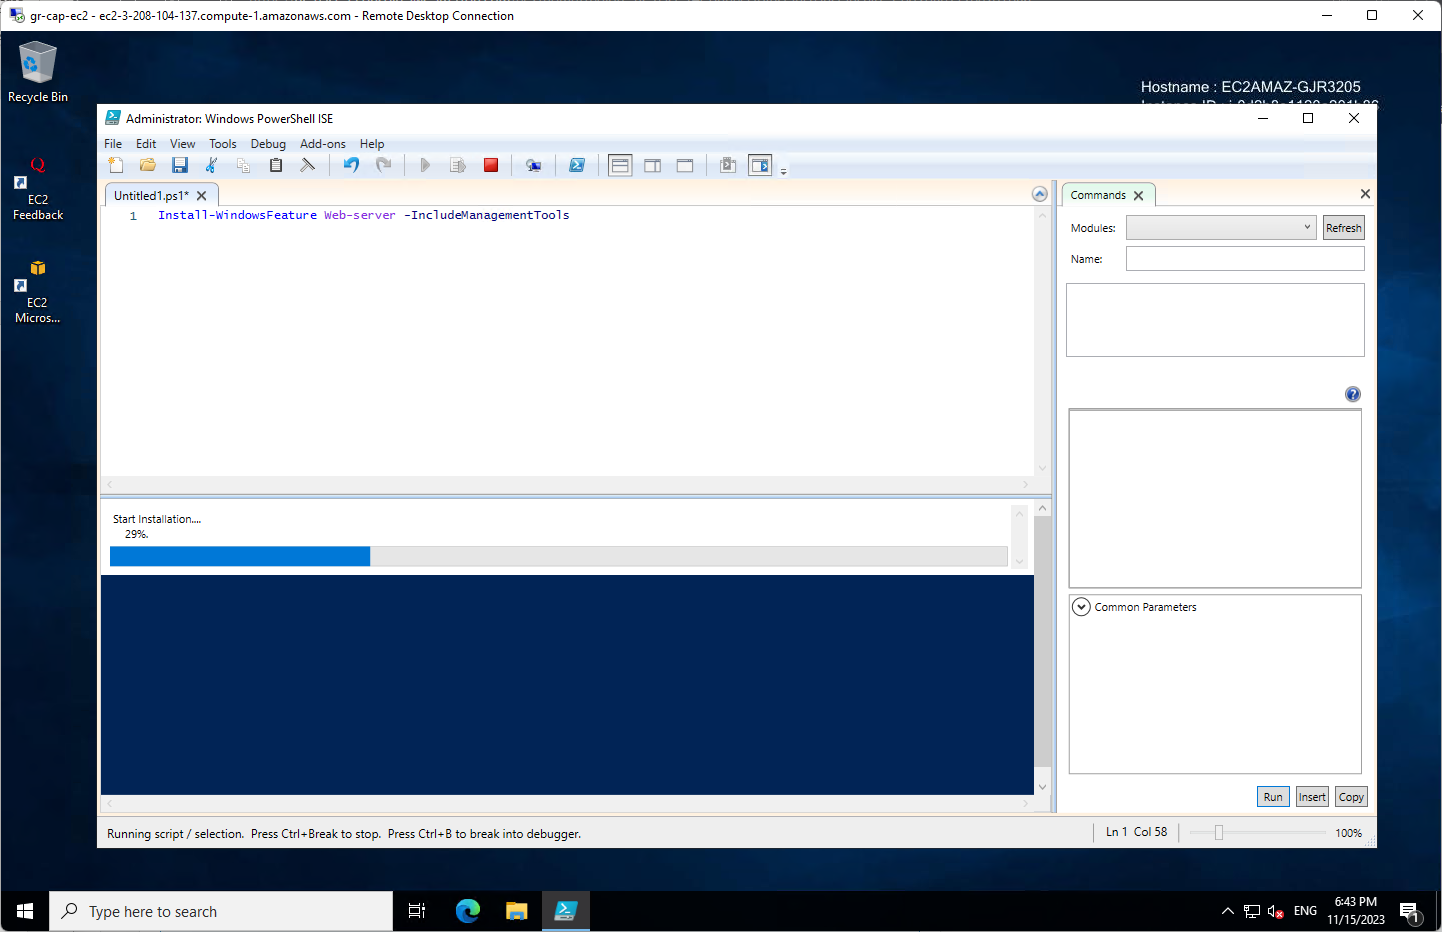 gr-cap-ec2 - ec2-3-208-104-137.compute-1.amazonaws.com - Remote Desktop Connection
Recycle Bin
Hostname : EC2AMAZ-GJR3205
Administrator: Windows PowerShell ISE
File Edit View Tools Debug Add-ons Help
EC2
Feedback
EC2
Micros...
Untitled1.ps1*
1 Install-WindowsFeature Web-server -IncludeManagementTools
Start Installation....
29%.
Commands
Modules:
Refresh
Name:
Common Parameters
Run Insert Copy
Running script / selection. Press Ctrl+Break to stop. Press Ctrl+B to break into debugger.
Ln 1 Col 58
100%
Type here to search
ENG
6:43 PM
11/15/2023
1